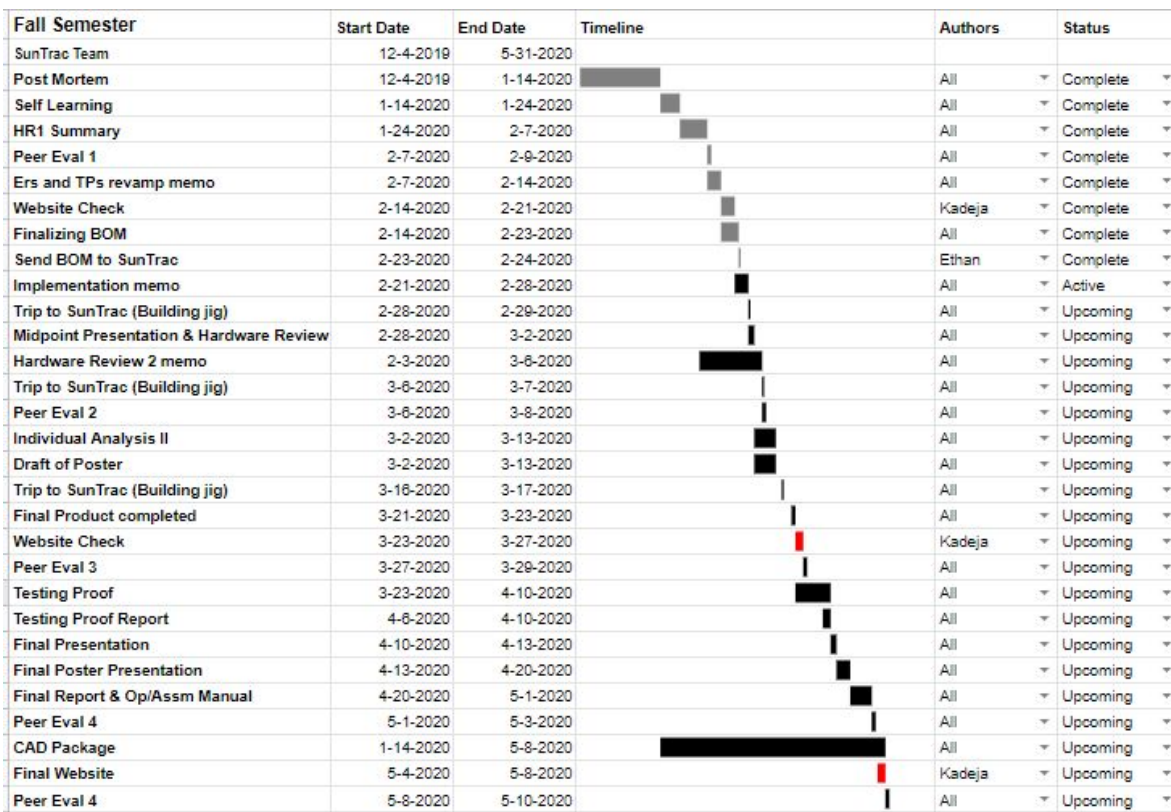 Fall Semester Start Date End Date Timeline Authors Status
SunTrac Team 12-4-2019 5-31-2020
Post Mortem 12-4-2019 1-14-2020 All Complete
Self Learning 1-14-2020 1-24-2020 All Complete
HR1 Summary 1-24-2020 2-7-2020 All Complete
Peer Eval 1 2-7-2020 2-9-2020 All Complete
Ers and TPs revamp memo 2-7-2020 2-14-2020 All Complete
Website Check 2-14-2020 2-21-2020 Kadeja Complete
Finalizing BOM 2-14-2020 2-23-2020 All Complete
Send BOM to SunTrac 2-23-2020 2-24-2020 Ethan Complete
Implementation memo 2-21-2020 2-28-2020 All Active
Trip to SunTrac (Building jig) 2-28-2020 2-29-2020 All Upcoming
Midpoint Presentation & Hardware Review 2-28-2020 3-2-2020 All Upcoming
Hardware Review 2 memo 2-3-2020 3-6-2020 All Upcoming
Trip to SunTrac (Building jig) 3-6-2020 3-7-2020 All Upcoming
Peer Eval 2 3-6-2020 3-8-2020 All Upcoming
Individual Analysis II 3-2-2020 3-13-2020 All Upcoming
Draft of Poster 3-2-2020 3-13-2020 All Upcoming
Trip to SunTrac (Building jig) 3-16-2020 3-17-2020 All Upcoming
Final Product completed 3-21-2020 3-23-2020 All Upcoming
Website Check 3-23-2020 3-27-2020 Kadeja Upcoming
Peer Eval 3 3-27-2020 3-29-2020 All Upcoming
Testing Proof 3-23-2020 4-10-2020 All Upcoming
Testing Proof Report 4-6-2020 4-10-2020 All Upcoming
Final Presentation 4-10-2020 4-13-2020 All Upcoming
Final Poster Presentation 4-13-2020 4-20-2020 All Upcoming
Final Report & Op/Assm Manual 4-20-2020 5-1-2020 All Upcoming
Peer Eval 4 5-1-2020 5-3-2020 All Upcoming
CAD Package 1-14-2020 5-8-2020 All Upcoming
Final Website 5-4-2020 5-8-2020 Kadeja Upcoming
Peer Eval 4 5-8-2020 5-10-2020 All Upcoming